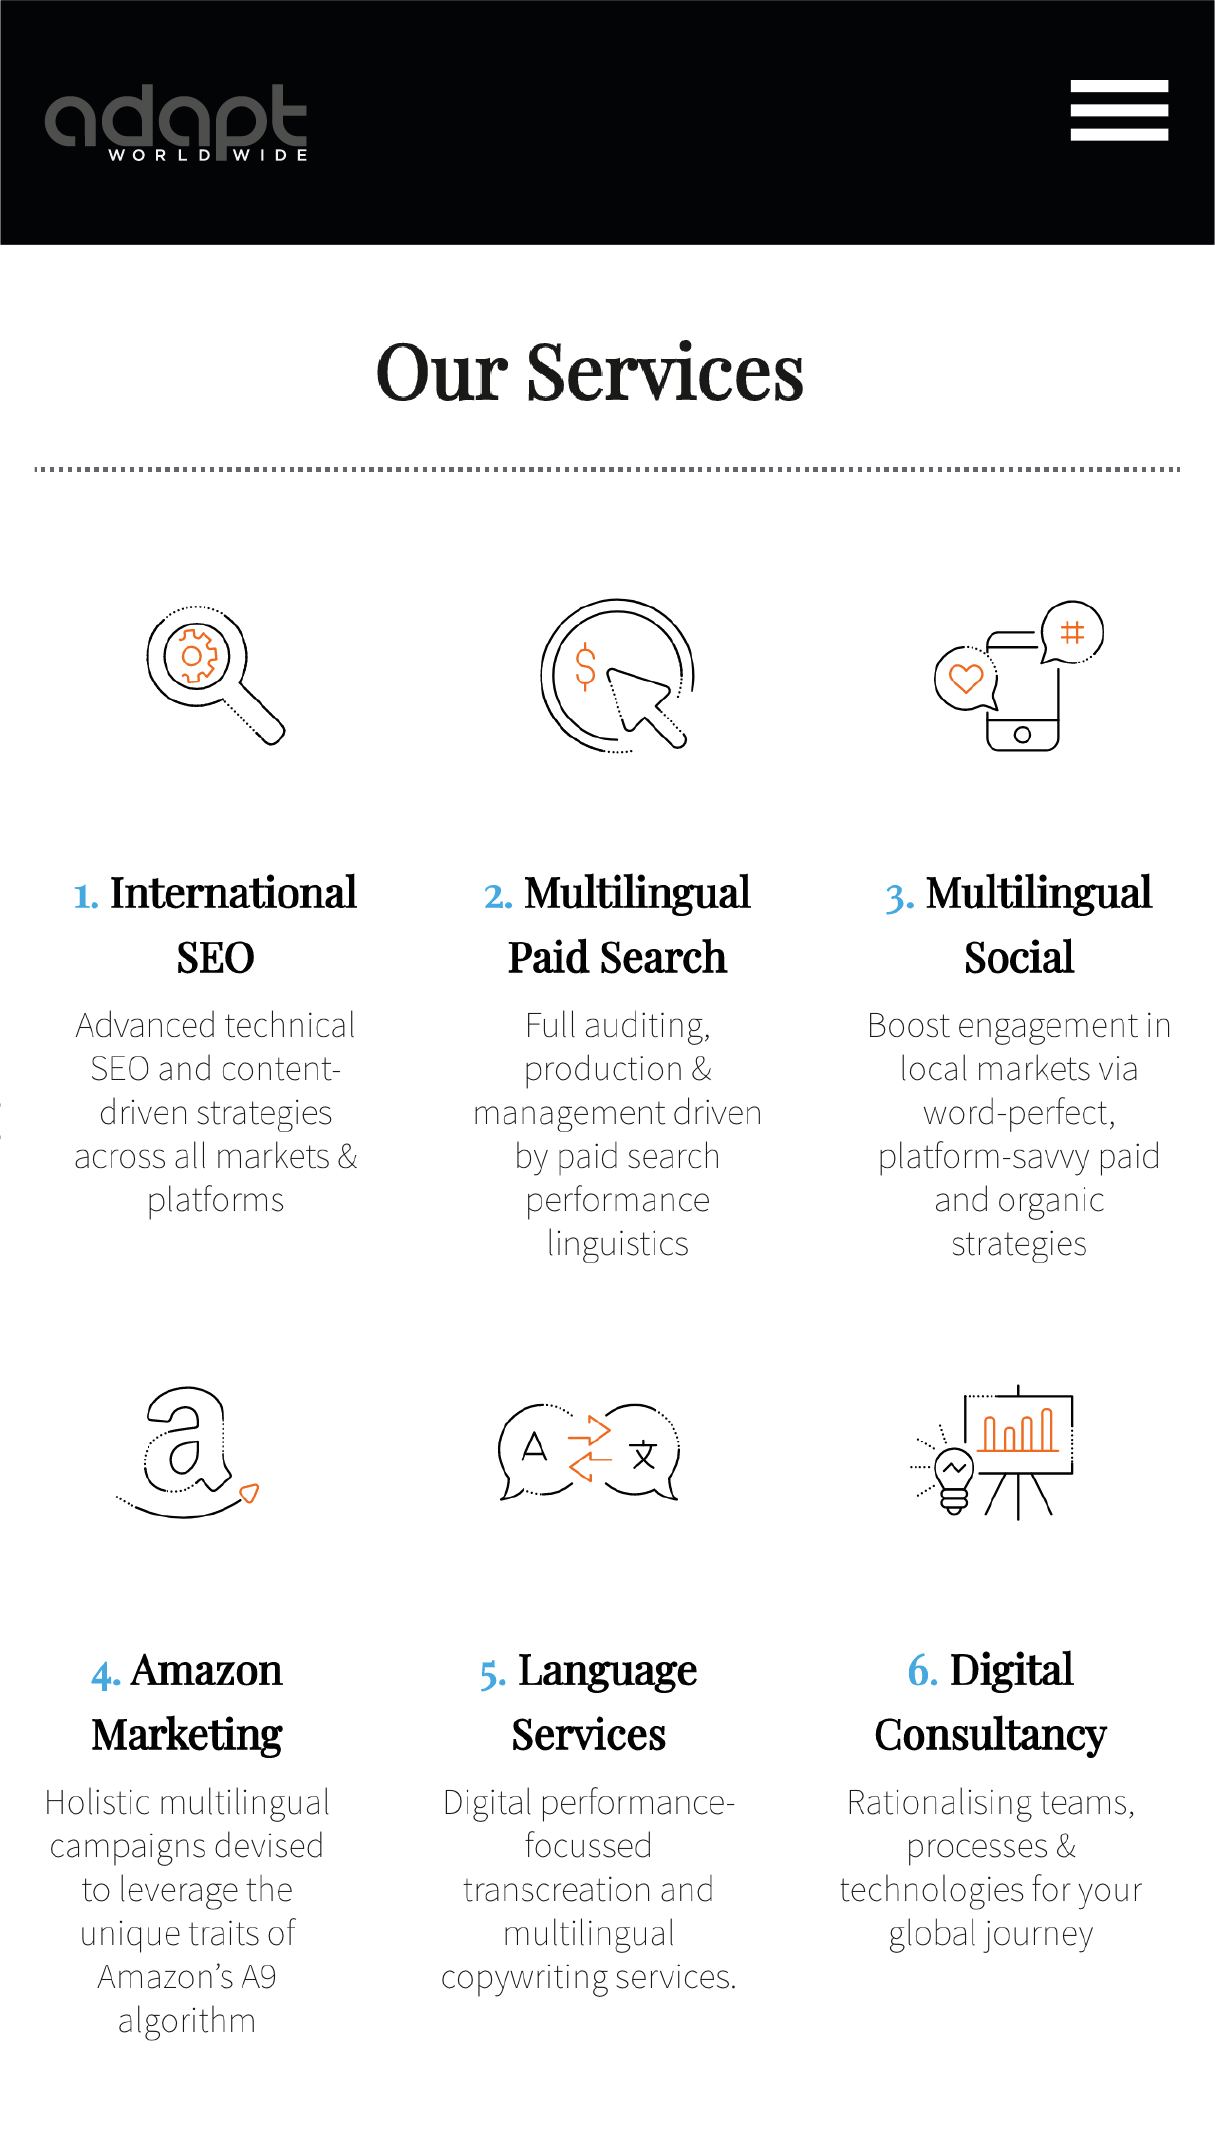 adapt
WORLDWIDE
Our Services
1. International
SEO
Advanced technical
SEO and content-
driven strategies
across all markets &
platforms
2. Multilingual
Paid Search
Full auditing,
production &
management driven
by paid search
performance
linguistics
3. Multilingual
Social
Boost engagement in
local markets via
word-perfect,
platform-savvy paid
and organic
strategies
4. Amazon
Marketing
Holistic multilingual
campaigns devised
to leverage the
unique traits of
Amazon’s A9
algorithm
5. Language
Services
Digital performance-
focussed
transcreation and
multilingual
copywriting services.
6. Digital
Consultancy
Rationalising teams,
processes &
technologies for your
global journey
$
#
a
A
文